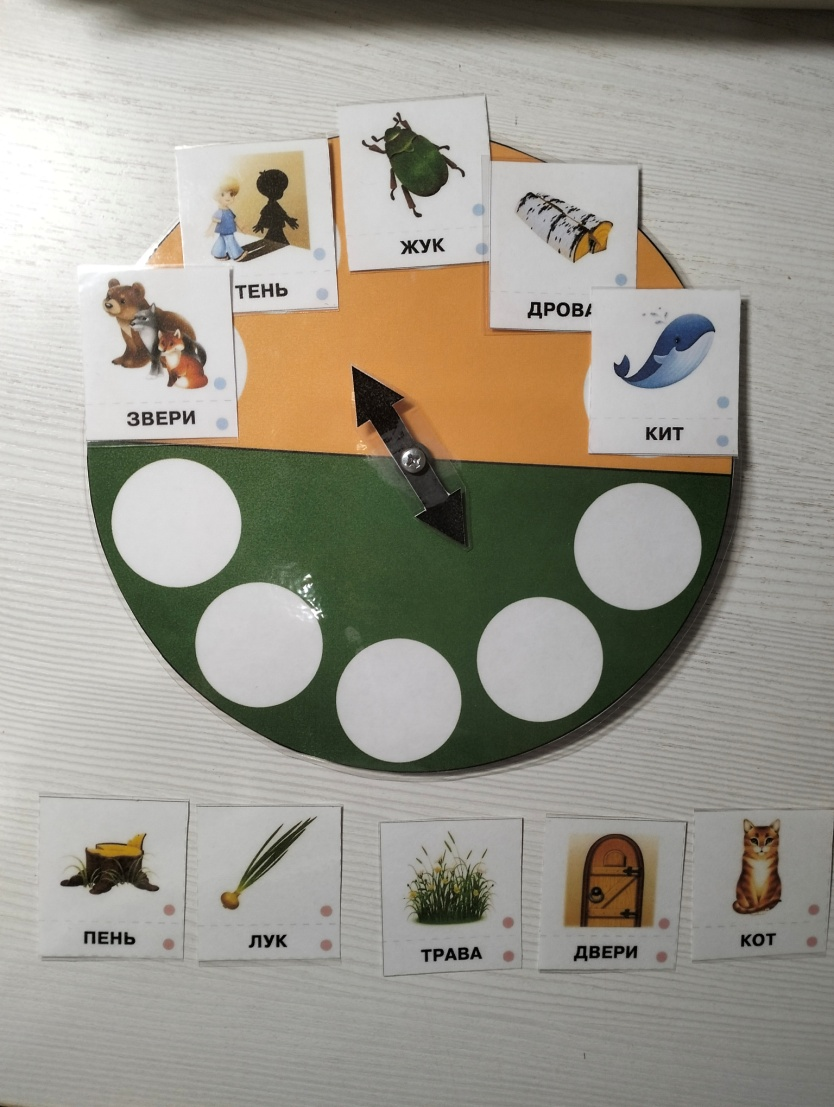 ЖУК
ТЕНЬ
ДРОВА
ЗВЕРИ
КИТ
ПЕНЬ
ЛУК
ТРАВА
ДВЕРИ
КОТ